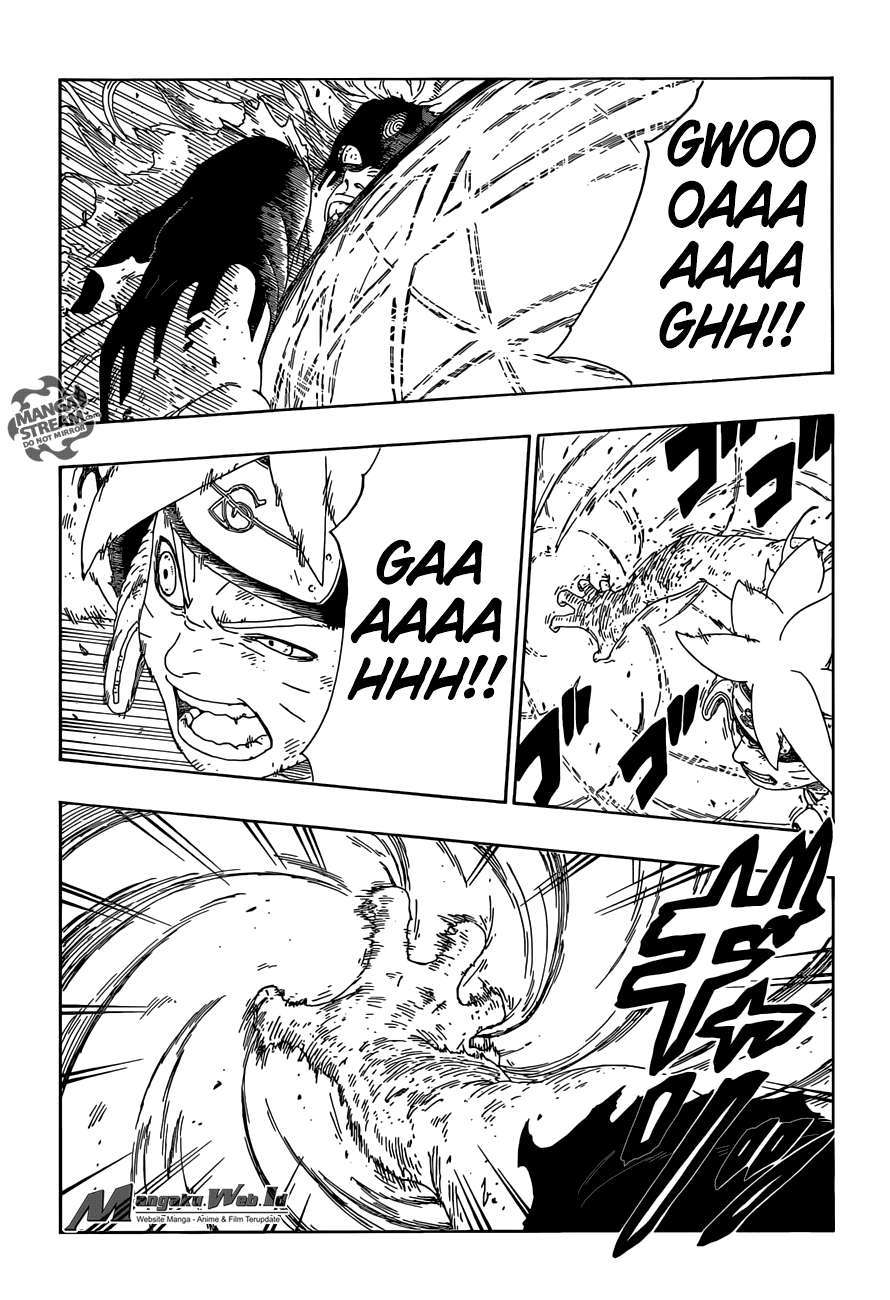 GWOO
OAAA
AAAA
GHH!!
MANGA
STREAM.com
DO NOT MIRROR
ゴゴ
ゴゴ
GAA
AAAA
HHH!!
Mangaku.Web.Id
Website Manga - Anime & Film Terupdate